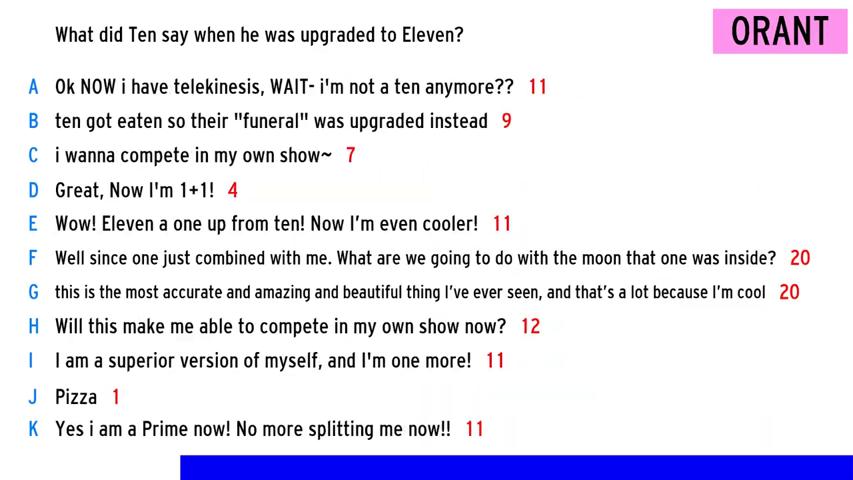 What did Ten say when he was upgraded to Eleven?
ORANT
A Ok NOW i have telekinesis, WAIT- i'm not a ten anymore?? 11
B ten got eaten so their "funeral" was upgraded instead 9
C i wanna compete in my own show~ 7
D Great, Now I'm 1+1! 4
E Wow! Eleven a one up from ten! Now I'm even cooler! 11
F Well since one just combined with me. What are we going to do with the moon that one was inside? 20
G this is the most accurate and amazing and beautiful thing I've ever seen, and that's a lot because I'm cool 20
H Will this make me able to compete in my own show now? 12
I I am a superior version of myself, and I'm one more! 11
J Pizza 1
K Yes i am a Prime now! No more splitting me now!! 11